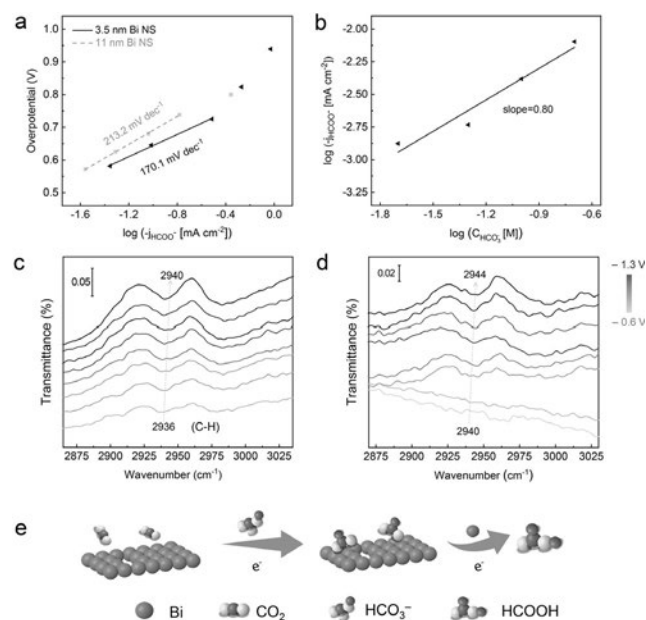 a
3.5 nm Bi NS
11 nm Bi NS
213.2 mV dec⁻¹
170.1 mV dec⁻¹
Overpotential (V)
1.0
0.9
0.8
0.7
0.6
0.5
-1.6 -1.2 -0.8 -0.4 0.0
log (-jHCOO⁻ [mA cm⁻²])
b
log (-jHCOO⁻ [mA cm⁻²])
-2.00
-2.25
-2.50
-2.75
-3.00
-3.25
slope=0.80
-1.8 -1.5 -1.2 -0.9 -0.6
log (CHCO₃⁻ [M])
c
0.05
2940
Transmittance (%)
2936 (C-H)
2875 2900 2925 2950 2975 3000 3025
Wavenumber (cm⁻¹)
d
0.02
2944
− 1.3 V
− 0.6 V
Transmittance (%)
2940
2875 2900 2925 2950 2975 3000 3025
Wavenumber (cm⁻¹)
e
e⁻ e⁻
Bi CO₂ HCO₃⁻ HCOOH